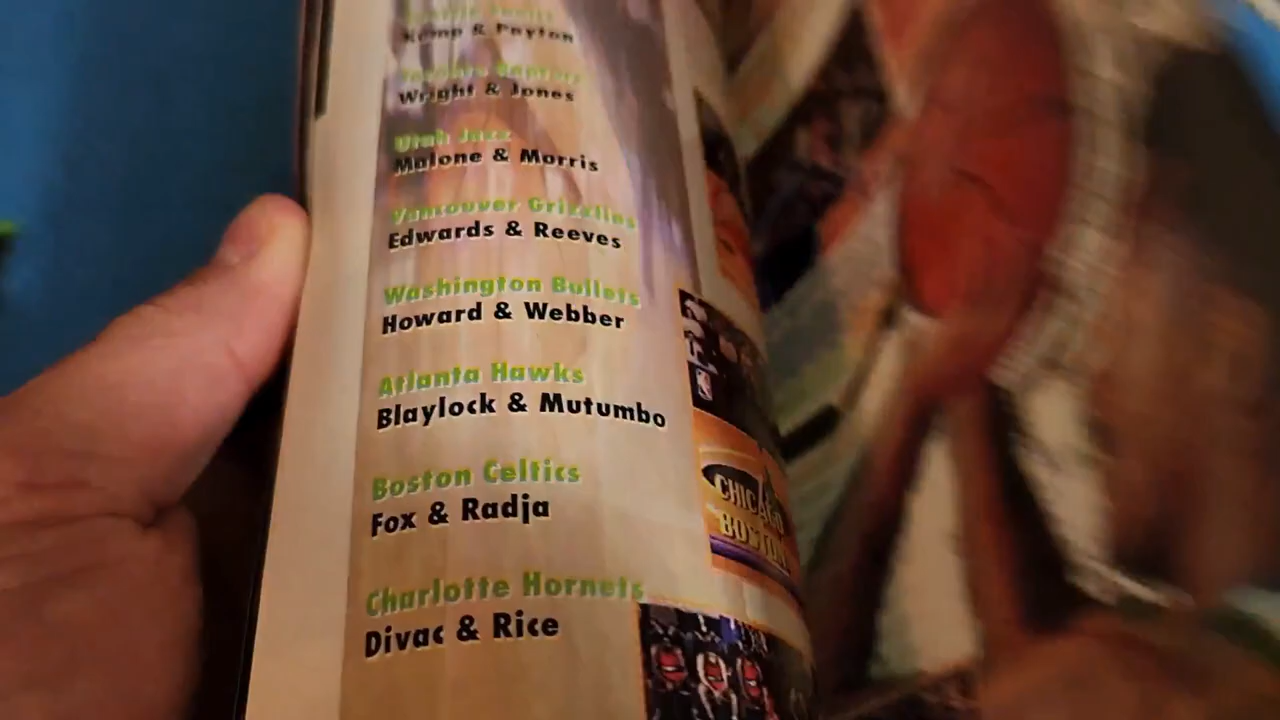 Kemp & Payton
Wright & Jones
Utah Jazz
Malone & Morris
Vancouver Grizzlies
Edwards & Reeves
Washington Bullets
Howard & Webber
Atlanta Hawks
Blaylock & Mutumbo
Boston Celtics
Fox & Radja
Charlotte Hornets
Divac & Rice
CHICAGO
BOSTON